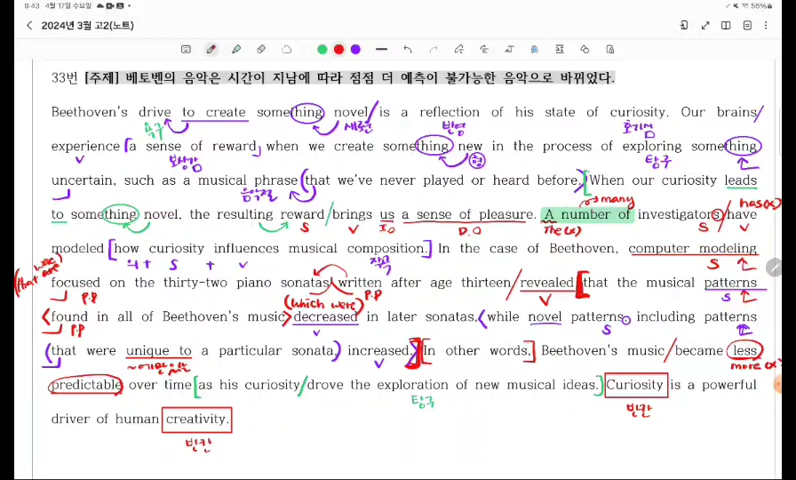 9:43 4월 17일 수요일 56%
2024년 3월 고2(노트)
33번 [주제] 베토벤의 음악은 시간이 지남에 따라 점점 더 예측이 불가능한 음악으로 바뀌었다.
Beethoven's drive to create something novel is a reflection of his state of curiosity. Our brains
욕구 새로운 반영 호기심
experience a sense of reward when we create something new in the process of exploring something
v 보상감 형 탐구
uncertain, such as a musical phrase that we've never played or heard before. When our curiosity leads
음악적 so many has(x)
to something novel, the resulting reward brings us a sense of pleasure. A number of investigators have
S V I.O D.O The(x) S V
modeled how curiosity influences musical composition. In the case of Beethoven, computer modeling
의+ S + V 작곡 S
(that were)
focused on the thirty-two piano sonatas written after age thirteen revealed that the musical patterns
P.P (which were) P.P V S
found in all of Beethoven's music decreased in later sonatas, while novel patterns, including patterns
P.P V S
that were unique to a particular sonata, increased. In other words, Beethoven's music became less
V more(x)
predictable over time as his curiosity drove the exploration of new musical ideas. Curiosity is a powerful
탐구 빈칸
driver of human creativity.
빈칸